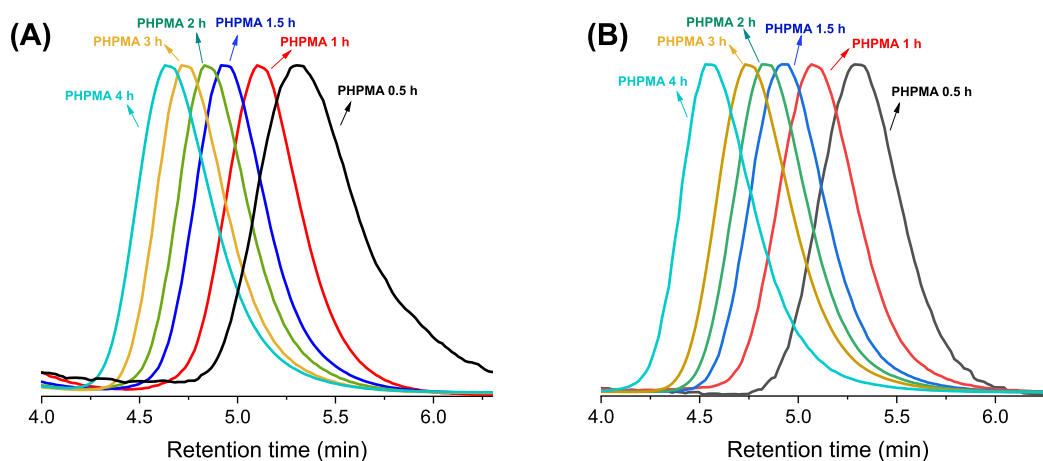 (A)
PHPMA 2 h
PHPMA 1.5 h
PHPMA 3 h
PHPMA 1 h
PHPMA 4 h
PHPMA 0.5 h
4.0
4.5
5.0
5.5
6.0
Retention time (min)
(B)
PHPMA 2 h
PHPMA 1.5 h
PHPMA 3 h
PHPMA 1 h
PHPMA 4 h
PHPMA 0.5 h
4.0
4.5
5.0
5.5
6.0
Retention time (min)